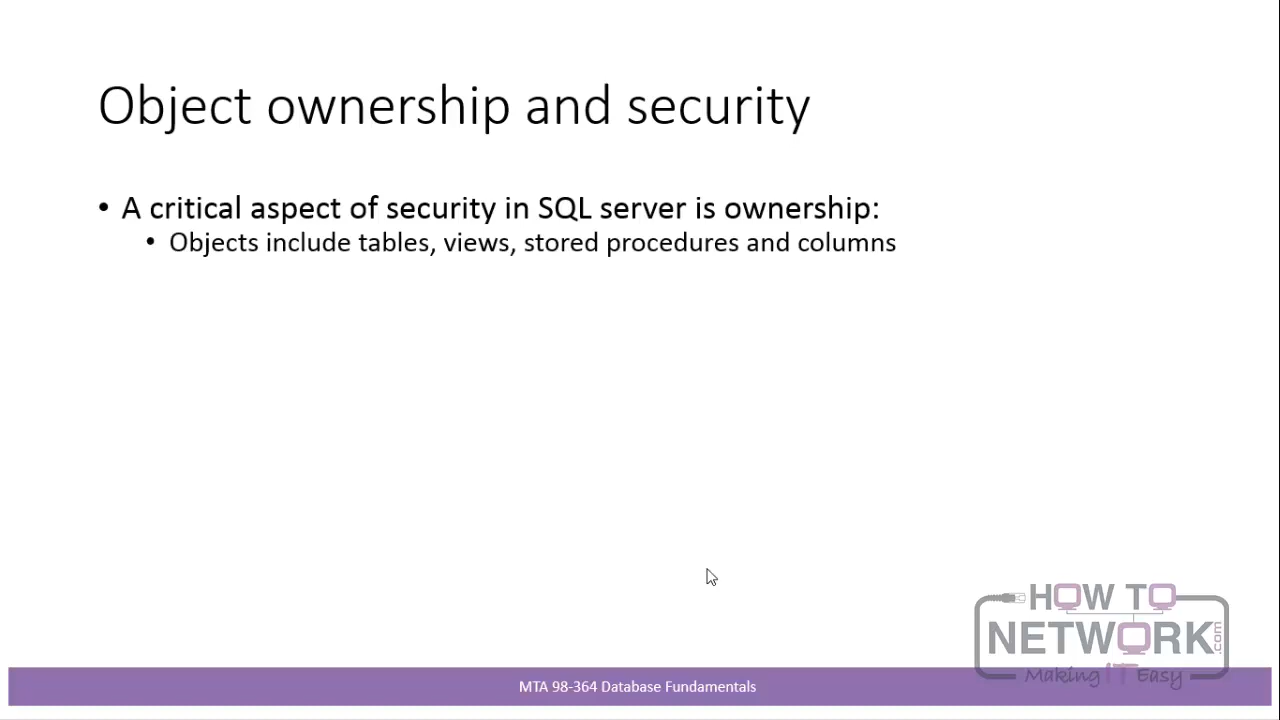 Object ownership and security
• A critical aspect of security in SQL server is ownership:
• Objects include tables, views, stored procedures and columns
HOW TO
NETWORK.com
Making IT Easy
MTA 98-364 Database Fundamentals